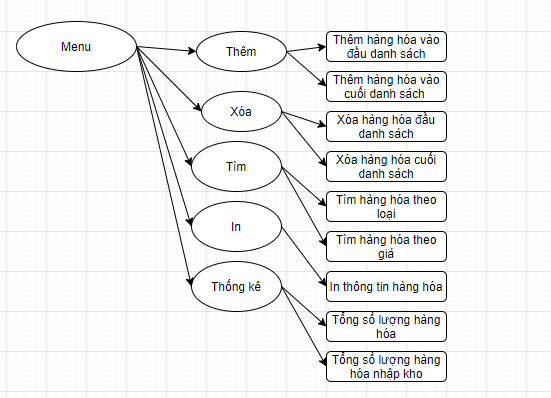 Menu
Thêm
Thêm hàng hóa vào
đầu danh sách
Thêm hàng hóa vào
cuối danh sách
Xóa
Xóa hàng hóa đầu
danh sách
Xóa hàng hóa cuối
danh sách
Tìm
Tìm hàng hóa theo
loại
Tìm hàng hóa theo
giá
In
In thông tin hàng hóa
Thống kê
Tổng số lượng hàng
hóa
Tổng số lượng hàng
hóa nhập kho